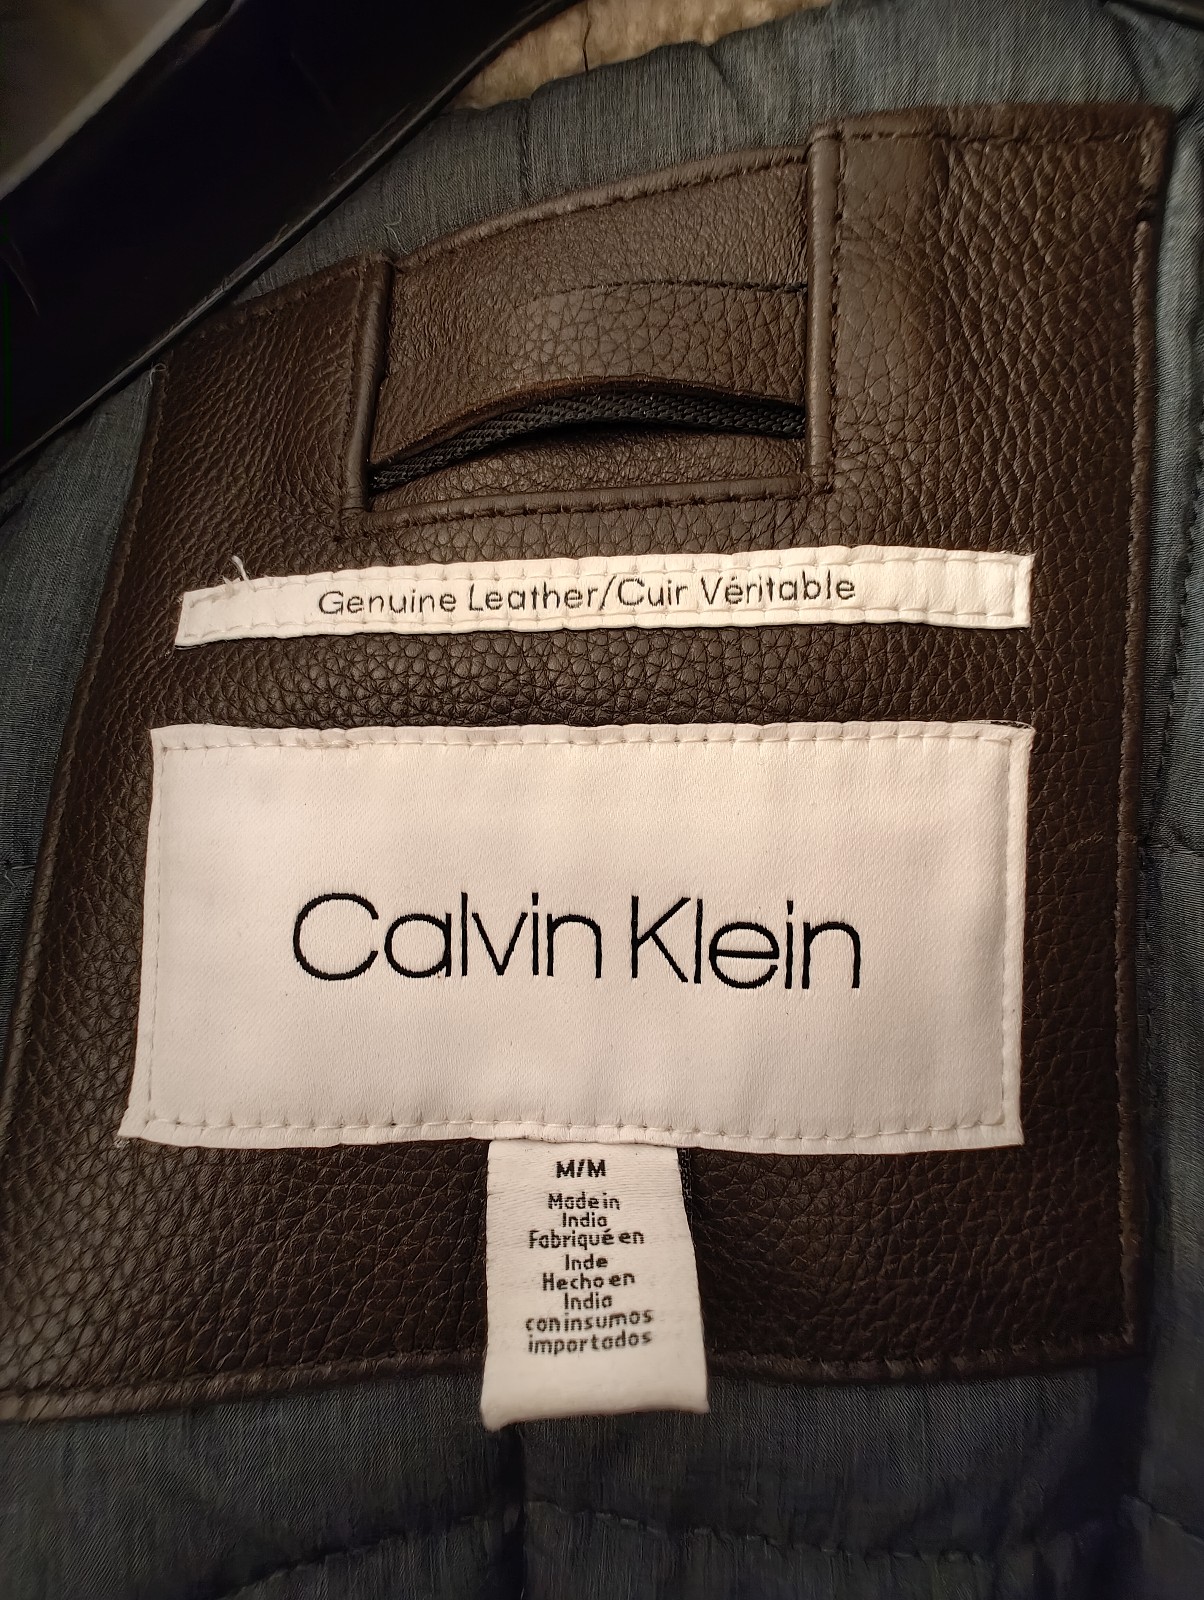 Genuine Leather/Cuir Véritable
Calvin Klein
M/M
Made in
India
Fabriqué en
Inde
Hecho en
India
con insumos
importados